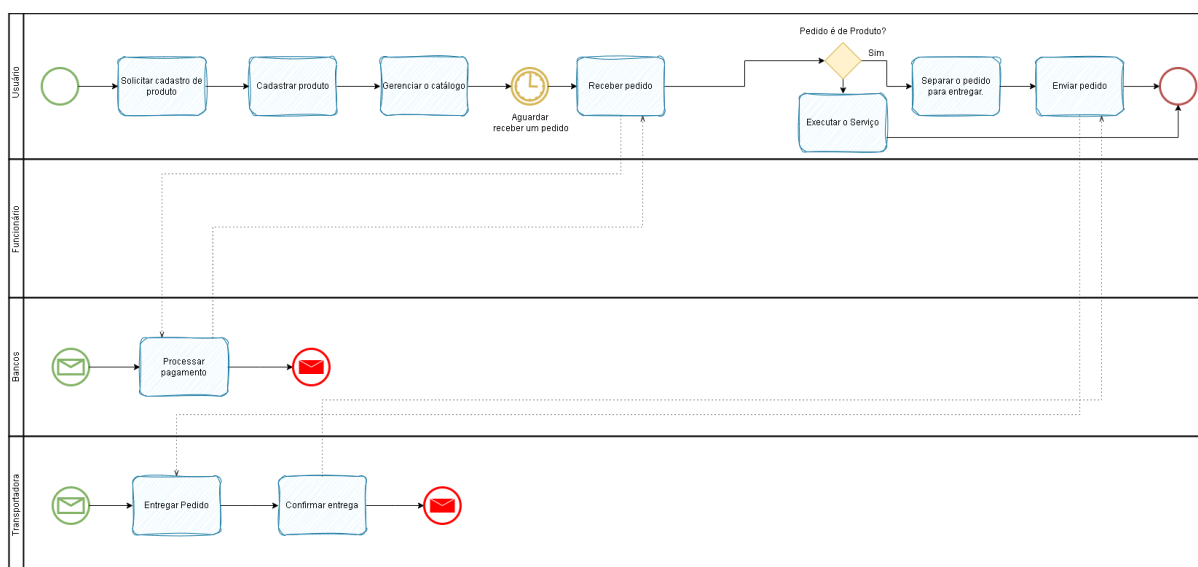 Usuário
Solicitar cadastro de
produto
Cadastrar produto
Gerenciar o catálogo
Aguardar
receber um pedido
Receber pedido
Pedido é de Produto?
Sim
Executar o Serviço
Separar o pedido
para entregar.
Enviar pedido
Funcionário
Bancos
Processar
pagamento
Transportadora
Entregar Pedido
Confirmar entrega